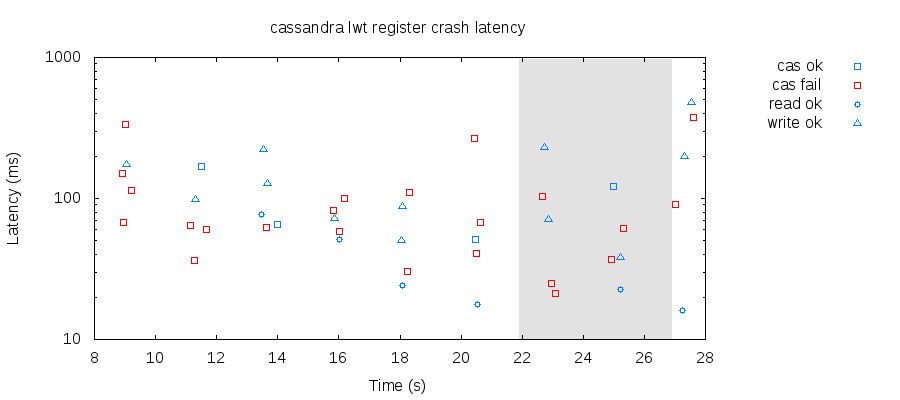 cassandra lwt register crash latency
1000
100
10
Latency (ms)
8 10 12 14 16 18 20 22 24 26 28
Time (s)
cas ok
cas fail
read ok
write ok